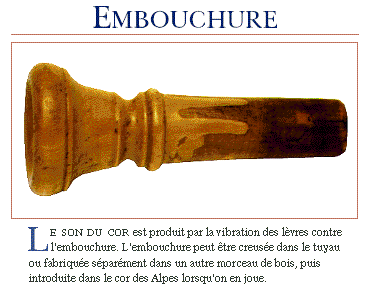 EMBOUCHURE
LE SON DU COR est produit par la vibration des lèvres contre
l'embouchure. L'embouchure peut être creusée dans le tuyau
ou fabriquée séparément dans un autre morceau de bois, puis
introduite dans le cor des Alpes lorsqu'on en joue.